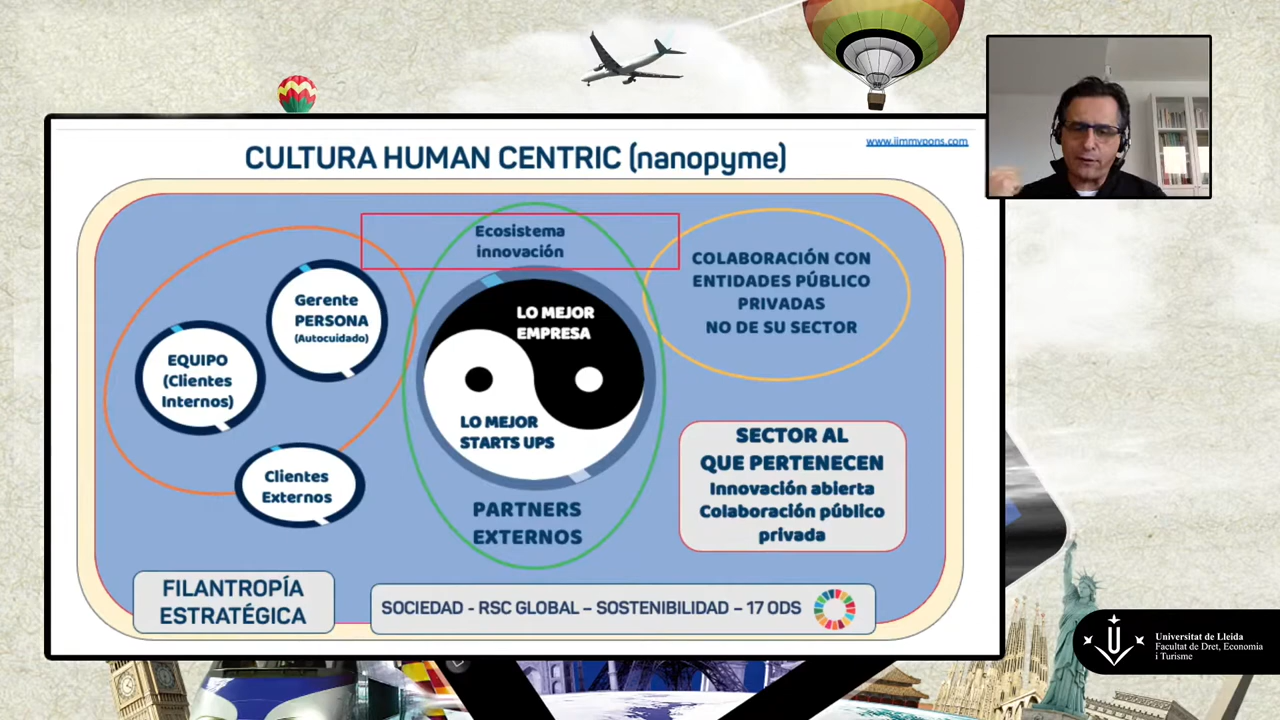 www.jimmypons.com
CULTURA HUMAN CENTRIC (nanopyme)
Ecosistema
innovación
Gerente
PERSONA
(Autocuidado)
EQUIPO
(Clientes
Internos)
Clientes
Externos
LO MEJOR
EMPRESA
LO MEJOR
STARTS UPS
PARTNERS
EXTERNOS
COLABORACIÓN CON
ENTIDADES PÚBLICO
PRIVADAS
NO DE SU SECTOR
SECTOR AL
QUE PERTENECEN
Innovación abierta
Colaboración público
privada
FILANTROPÍA
ESTRATÉGICA
SOCIEDAD - RSC GLOBAL – SOSTENIBILIDAD – 17 ODS
Universitat de Lleida
Facultat de Dret, Economia
i Turisme